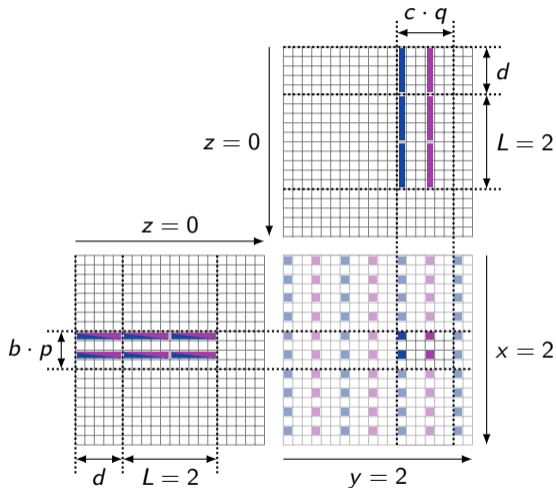 c · q
d
z = 0
L = 2
z = 0
b · p
x = 2
d
L = 2
y = 2